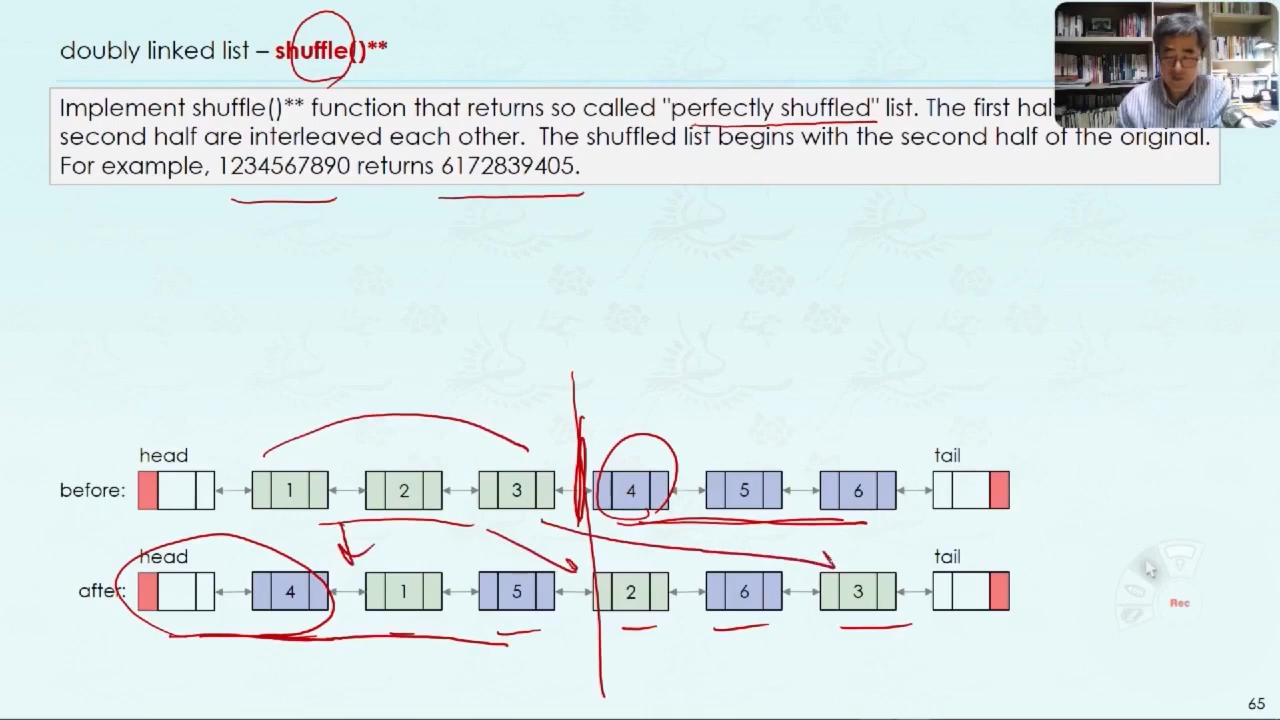 doubly linked list – shuffle()**
Implement shuffle()** function that returns so called "perfectly shuffled" list. The first
second half are interleaved each other. The shuffled list begins with the second half of the original.
For example, 1234567890 returns 6172839405.
head
tail
before:
1
2
3
4
5
6
head
tail
after:
4
1
5
2
6
3
Rec
65